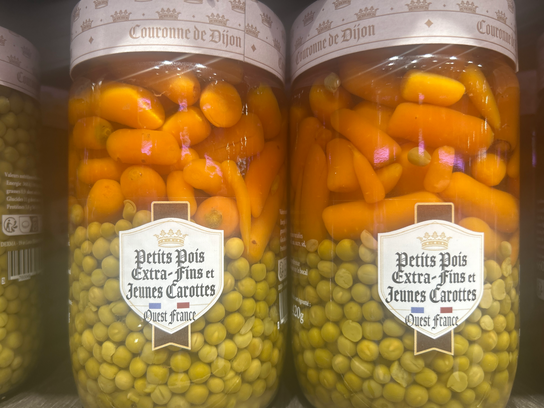 Couronne de Dijon
Petits Pois
Extra-Fins et
Jeunes Carottes
Ouest France
Couronne de Dijon
Couronne
Petits Pois
Extra-Fins et
Jeunes Carottes
Ouest France